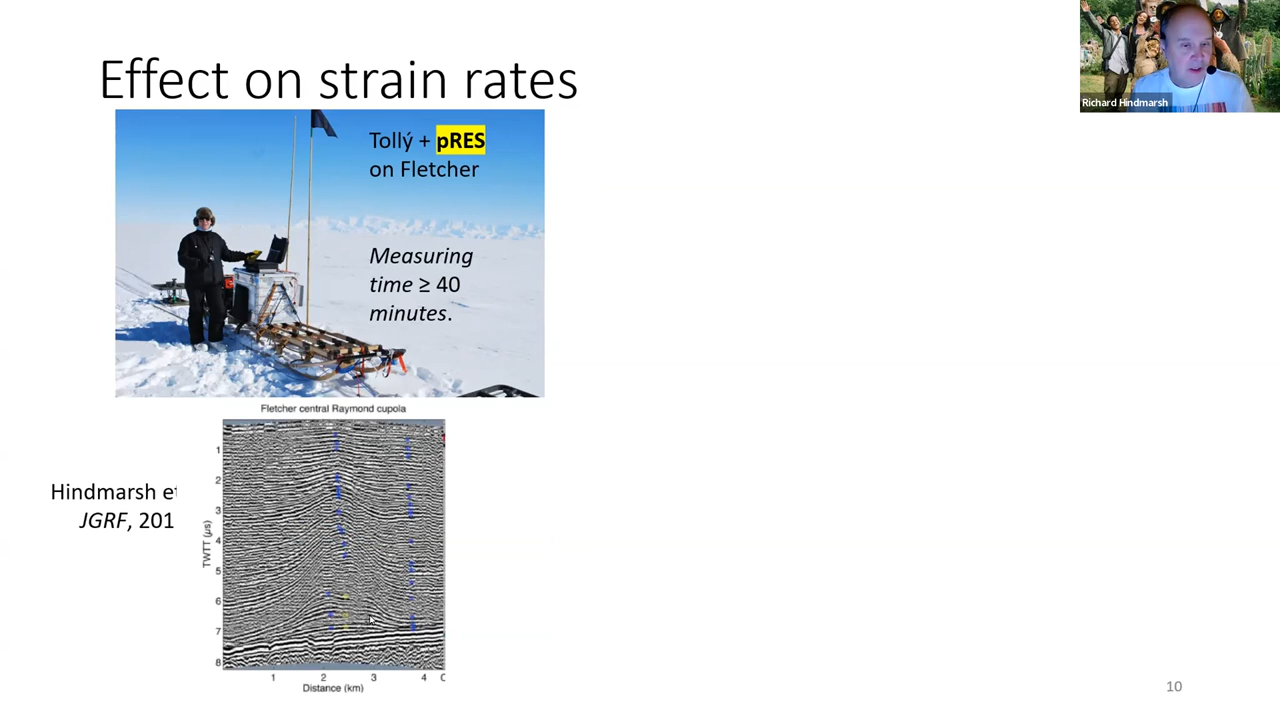 Effect on strain rates
Richard Hindmarsh
Tollý + pRES
on Fletcher
Measuring
time ≥ 40
minutes.
Fletcher central Raymond cupola
Hindmarsh et
JGRF, 201
TWTT (µs)
1
2
3
4
5
6
7
8
1 2 3 4
Distance (km)
10